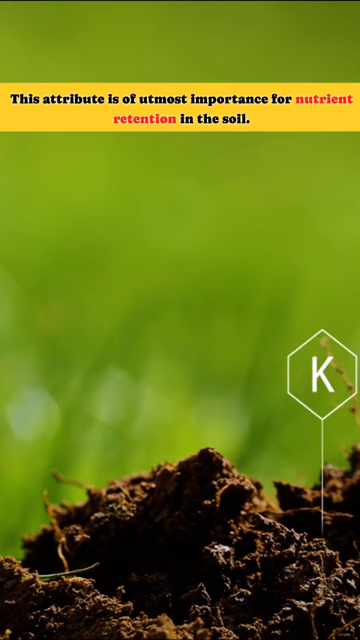 This attribute is of utmost importance for nutrient
retention in the soil.
K